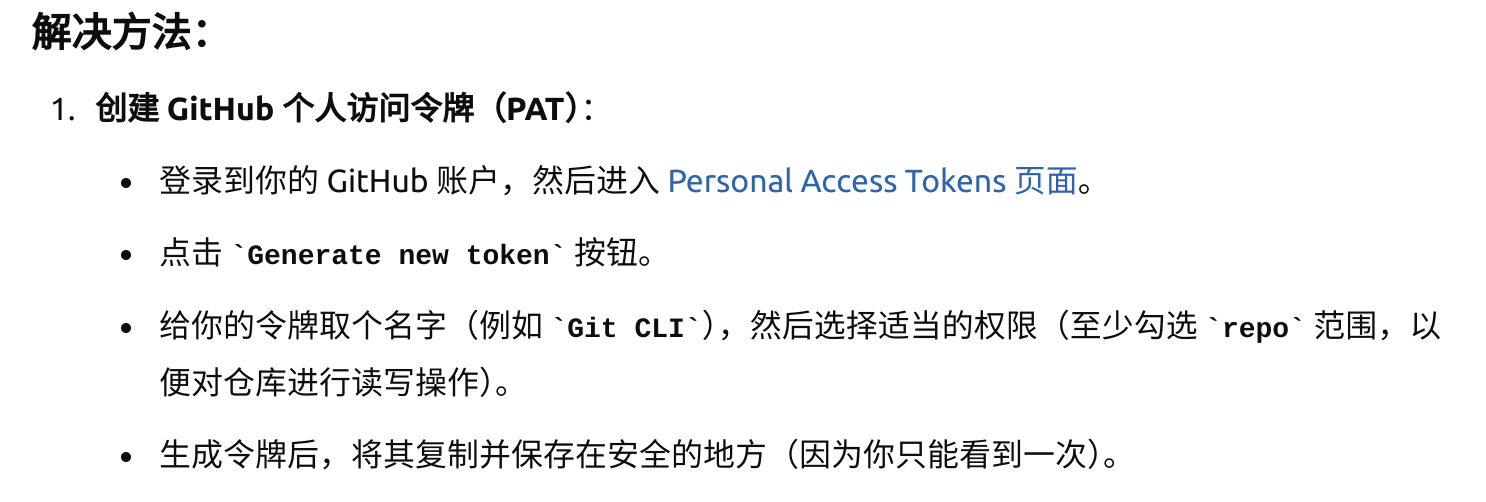 解决方法：
1. 创建 GitHub 个人访问令牌（PAT）：
• 登录到你的 GitHub 账户，然后进入 Personal Access Tokens 页面。
• 点击 `Generate new token` 按钮。
• 给你的令牌取个名字（例如 `Git CLI`），然后选择适当的权限（至少勾选 `repo` 范围，以
便对仓库进行读写操作）。
• 生成令牌后，将其复制并保存在安全的地方（因为你只能看到一次）。